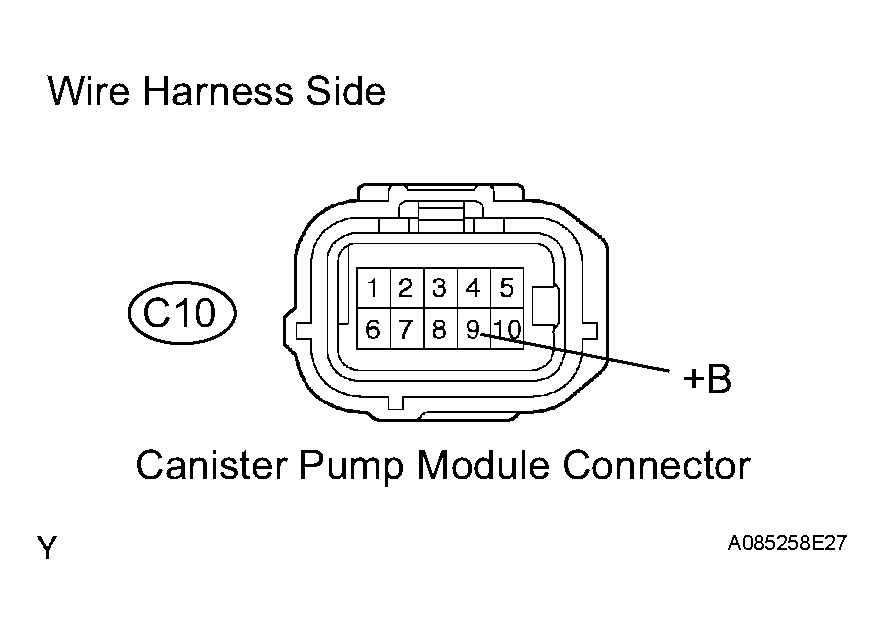 Wire Harness Side
C10
1 2 3 4 5
6 7 8 9 10
+B
Canister Pump Module Connector
Y
A085258E27